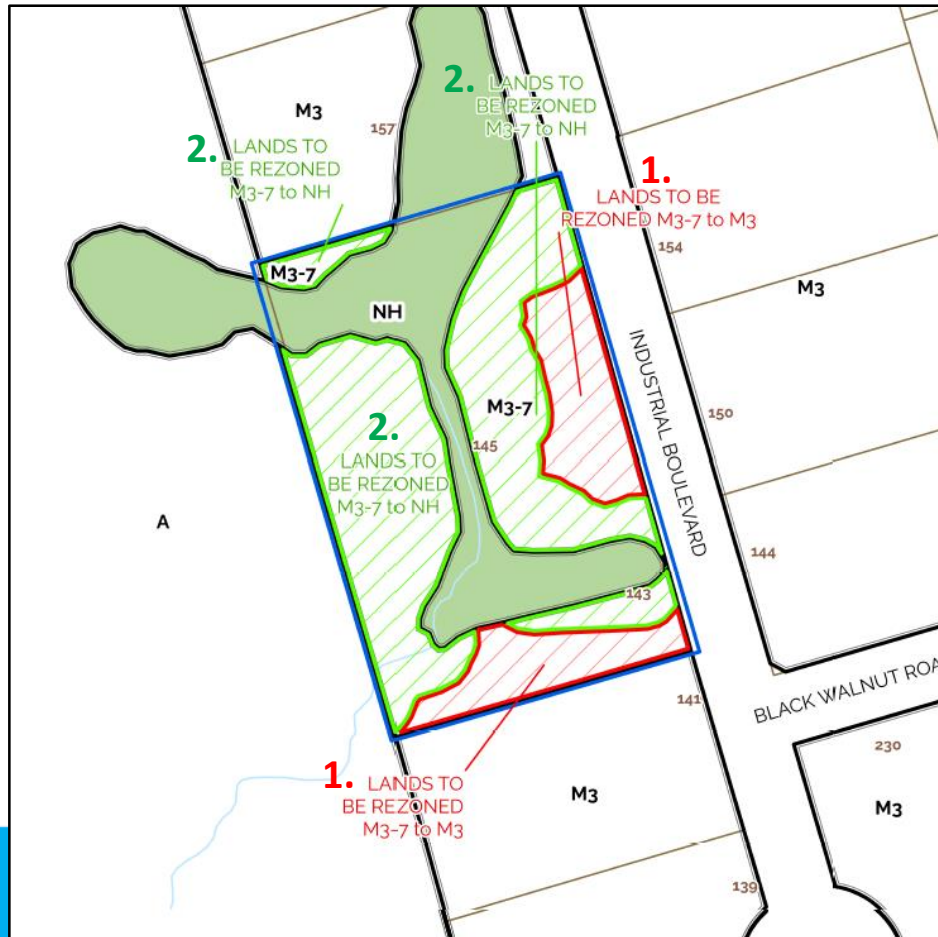 2. LANDS TO
BE REZONED
M3-7 to NH
M3
157
2. LANDS TO
BE REZONED
M3-7 to NH
1.
LANDS TO BE
REZONED M3-7 to M3
154
M3
M3-7
NH
INDUSTRIAL BOULEVARD
150
M3-7
145
2.
LANDS TO
BE REZONED
M3-7 to NH
A
144
143
141
BLACK WALNUT ROA
230
M3
1. LANDS TO
BE REZONED
M3-7 to M3
M3
139